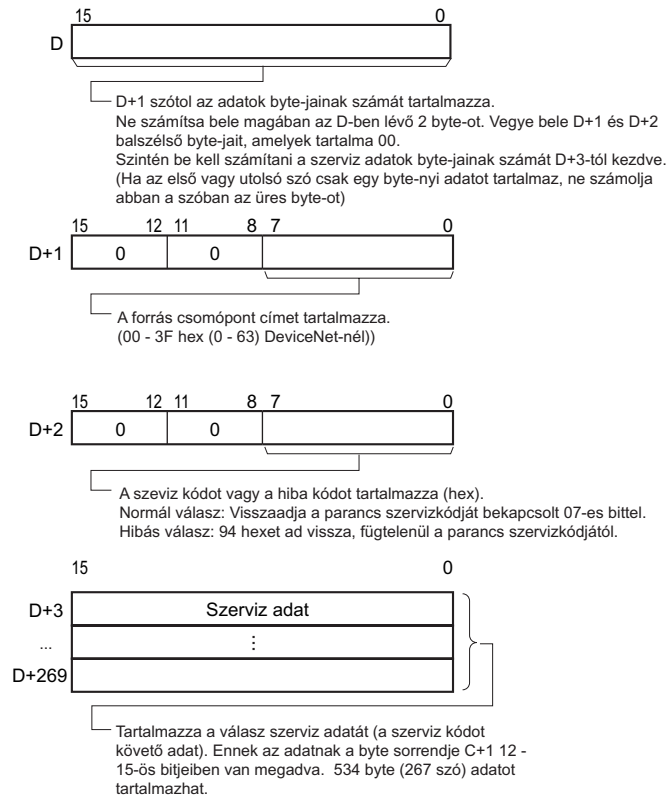 15 0
D
D+1 szótol az adatok byte-jainak számát tartalmazza.
Ne számítsa bele magában az D-ben lévő 2 byte-ot. Vegye bele D+1 és D+2
balszélső byte-jait, amelyek tartalma 00.
Szintén be kell számítani a szerviz adatok byte-jainak számát D+3-tól kezdve.
(Ha az első vagy utolsó szó csak egy byte-nyi adatot tartalmaz, ne számolja
abban a szóban az üres byte-ot)
15 12 11 8 7 0
D+1 0 0
A forrás csomópont címet tartalmazza.
(00 - 3F hex (0 - 63) DeviceNet-nél))
15 12 11 8 7 0
D+2 0 0
A szeviz kódot vagy a hiba kódot tartalmazza (hex).
Normál válasz: Visszaadja a parancs szervizkódját bekapcsolt 07-es bittel.
Hibás válasz: 94 hexet ad vissza, fügtelenül a parancs szervizkódjától.
15 0
D+3 Szerviz adat
... ⋮
D+269
Tartalmazza a válasz szerviz adatát (a szerviz kódot
követő adat). Ennek az adatnak a byte sorrendje C+1 12 -
15-ös bitjeiben van megadva. 534 byte (267 szó) adatot
tartalmazhat.